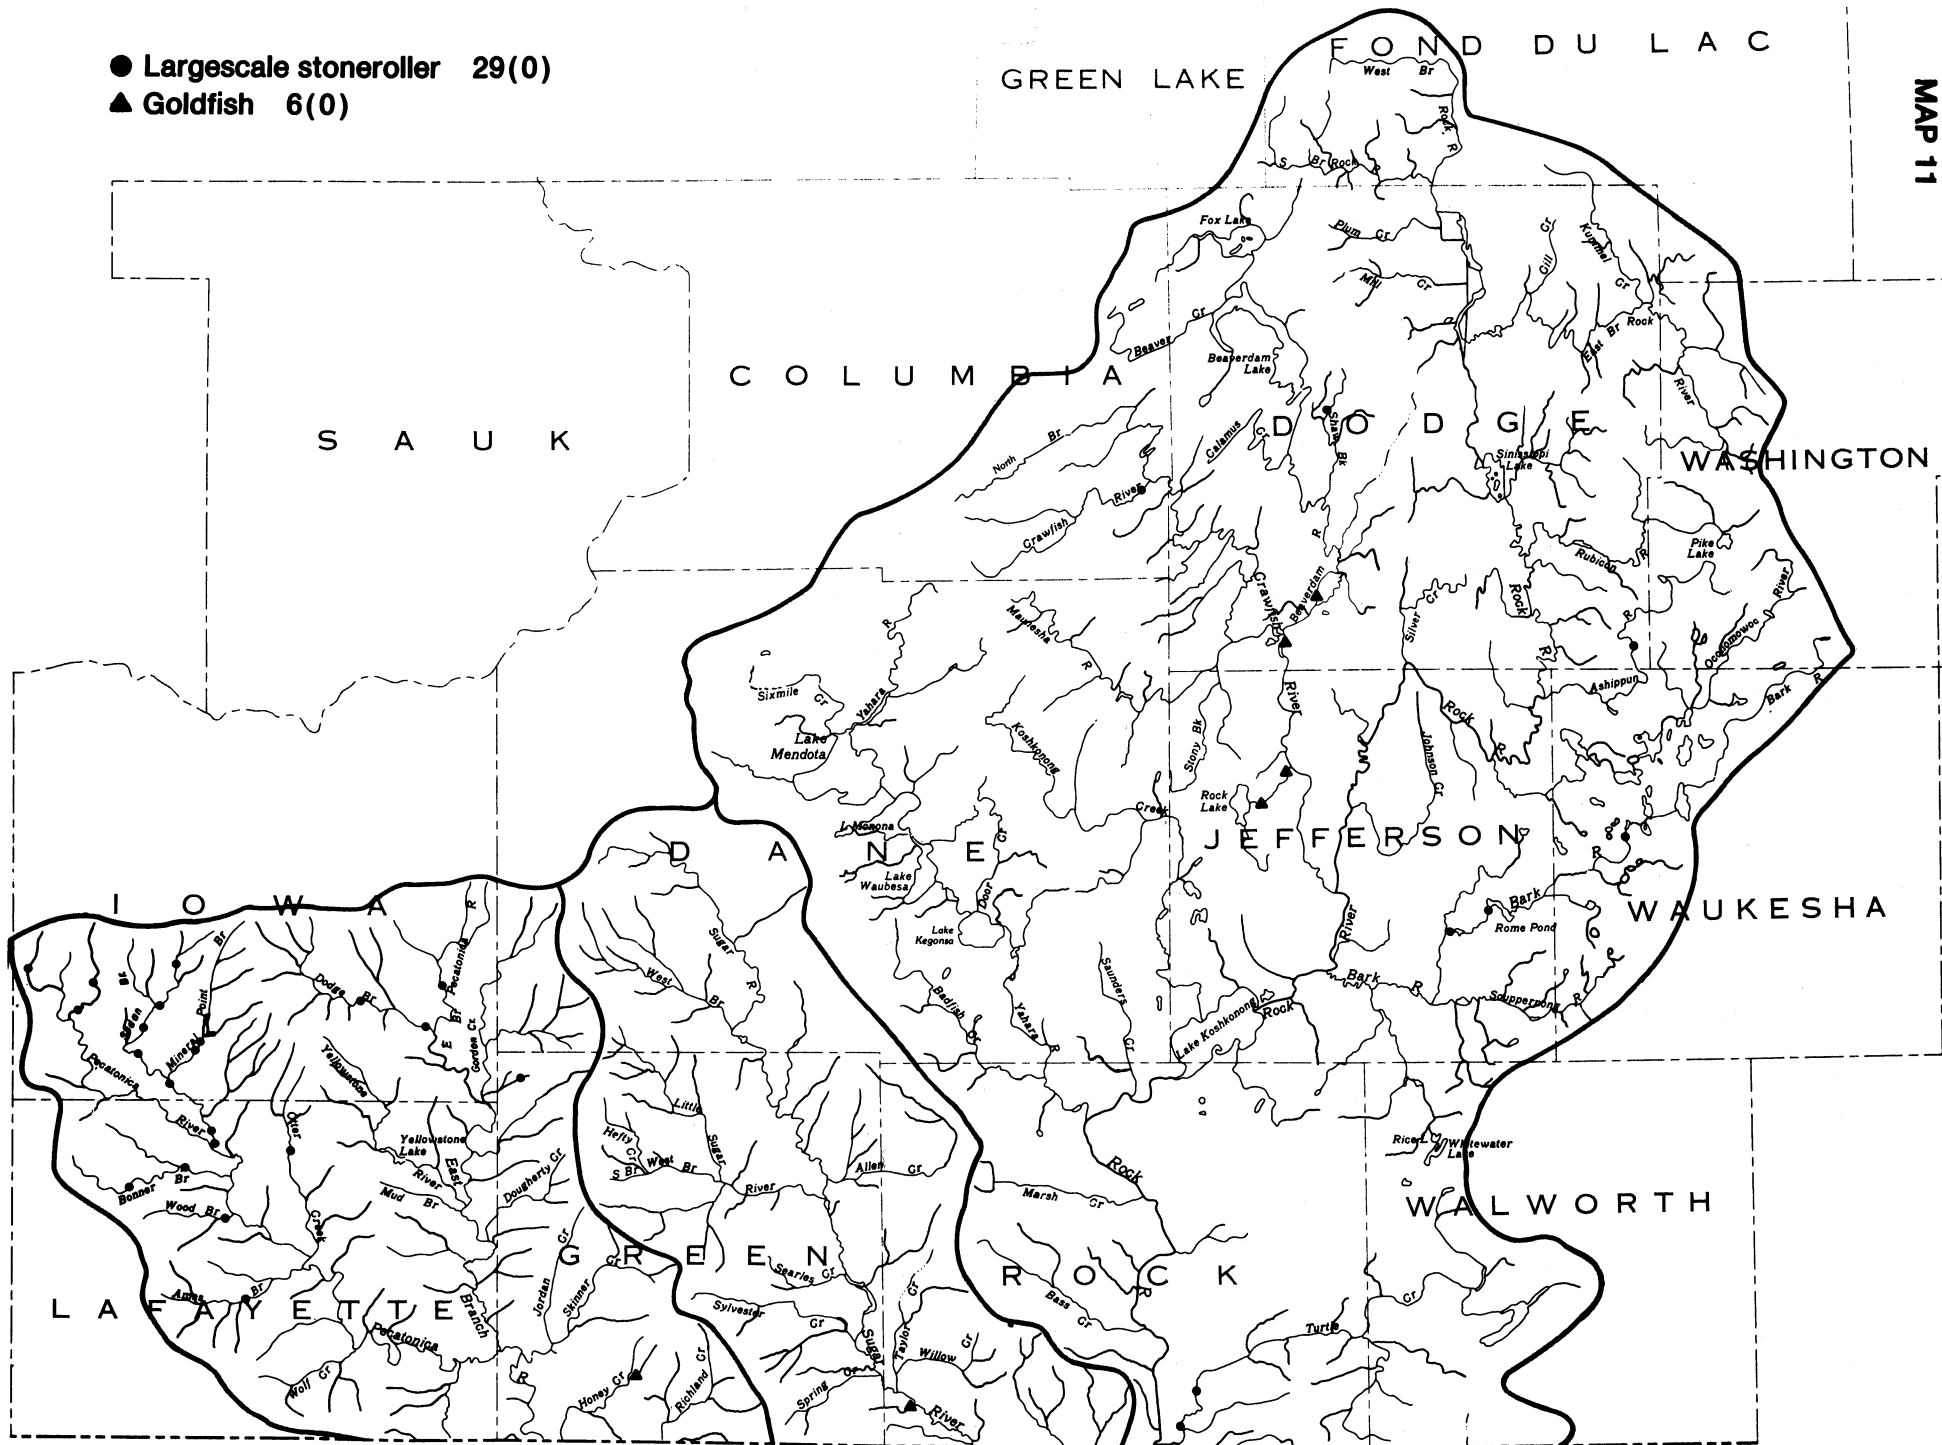 ● Largescale stoneroller 29(0)
▲ Goldfish 6(0)
MAP 11
GREEN LAKE
FOND DU LAC
West Br
Rock R
S Br Rock R
Fox Lake
Plum Cr
Mill Cr
Gill Cr
Kummel Cr
East Br Rock
River
Beaver Cr
Beaverdam
Lake
COLUMBIA
SAUK
DODGE
WASHINGTON
North Br
Calamus Cr
Shaw Bk
Sinissippi
Lake
Crawfish River
Rubicon R
Pike
Lake
Crawfish
Beaverdam R
Silver Cr
Rock R
R
Oconomowoc River
Maunesha R
Sixmile Cr
Yahara R
Lake
Mendota
Koshkonong
Creek
Stony Bk
River
Rock R
Johnson Cr
Ashippun
Bark R
Rock
Lake
JEFFERSON
L Monona
DANE
Lake
Waubesa
Door Cr
Lake
Kegonsa
WAUKESHA
Bark R
Rome Pond
River
Bark R
Scuppernong R
IOWA
Sugar R
West Br
Badfish Cr
Yahara R
Saunders Cr
Lake Koshkonong
Rock
Pecatonica R
Br
E
Gordon Cr
Dodge Br
Mineral Point Br
Pecatonica
River
Yellowstone
Otter
Creek
Yellowstone
Lake
River
East
Branch
Mud Br
Dougherty Cr
Bonner Br
Wood Br
Ames Br
LAFAYETTE
Pecatonica
R
Wolf Cr
Little
Sugar
River
Hefty Cr
S Br West Br
Allen Cr
GREEN
Jordan Cr
Skinner Cr
Searles Cr
Sylvester Cr
Sugar
River
Taylor Cr
Willow Cr
Spring Cr
Honey Cr
Richland Cr
Marsh Cr
Rock
R
ROCK
Bass Cr
Turtle Cr
Rice L
Whitewater
Lake
WALWORTH